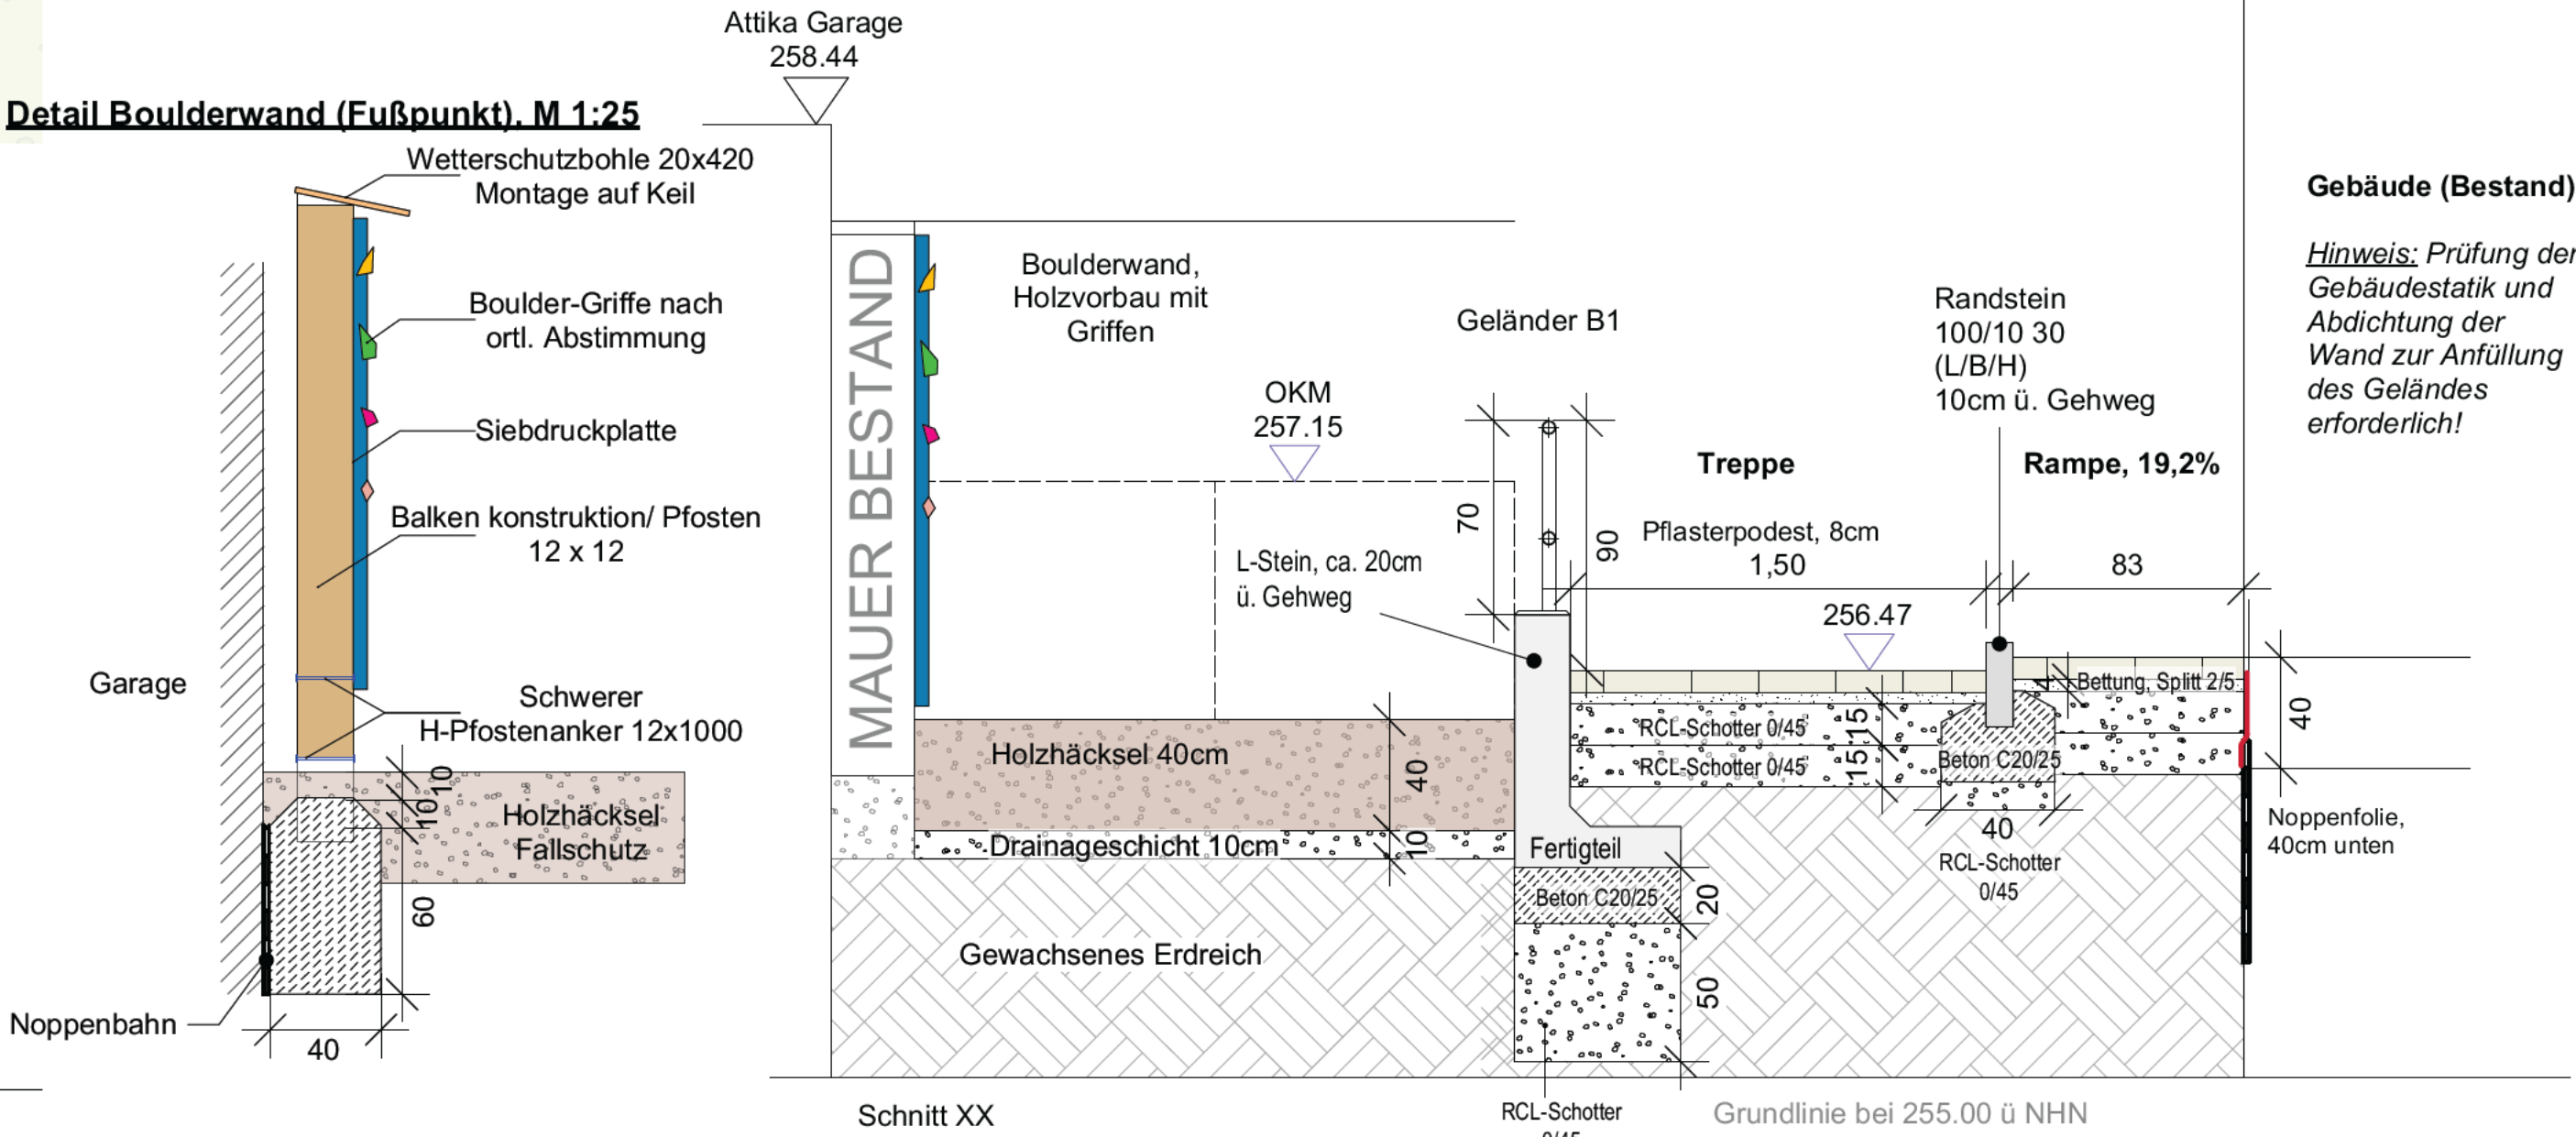 Detail Boulderwand (Fußpunkt), M 1:25
Wetterschutzbohle 20x420
Montage auf Keil
Boulder-Griffe nach
ortl. Abstimmung
Siebdruckplatte
Balken konstruktion/ Pfosten
12 x 12
Garage
Schwerer
H-Pfostenanker 12x1000
10
10
Holzhäcksel
Fallschutz
60
Noppenbahn
40
Attika Garage
258.44
MAUER BESTAND
Boulderwand,
Holzvorbau mit
Griffen
OKM
257.15
Geländer B1
70
90
L-Stein, ca. 20cm
ü. Gehweg
Treppe
Pflasterpodest, 8cm
1,50
256.47
Randstein
100/10 30
(L/B/H)
10cm ü. Gehweg
Rampe, 19,2%
83
Gebäude (Bestand)
Hinweis: Prüfung der
Gebäudestatik und
Abdichtung der
Wand zur Anfüllung
des Geländes
erforderlich!
4
Bettung, Splitt 2/5
40
RCL-Schotter 0/45
15
RCL-Schotter 0/45
15
Beton C20/25
40
RCL-Schotter
0/45
Noppenfolie,
40cm unten
Holzhäcksel 40cm
40
Drainageschicht 10cm
10
Fertigteil
Beton C20/25
20
50
Gewachsenes Erdreich
Schnitt XX
RCL-Schotter
0/45
Grundlinie bei 255.00 ü NHN